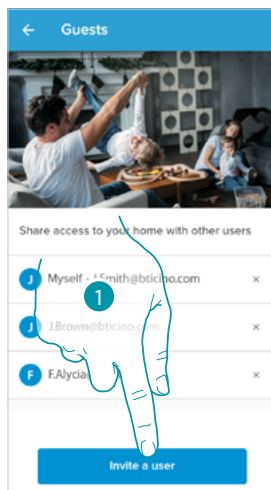 Guests
Share access to your home with other users
J Myself - J.Smith@bticino.com ×
1
J J.Brown@bticino.com ×
F F.Alycia ×
Invite a user